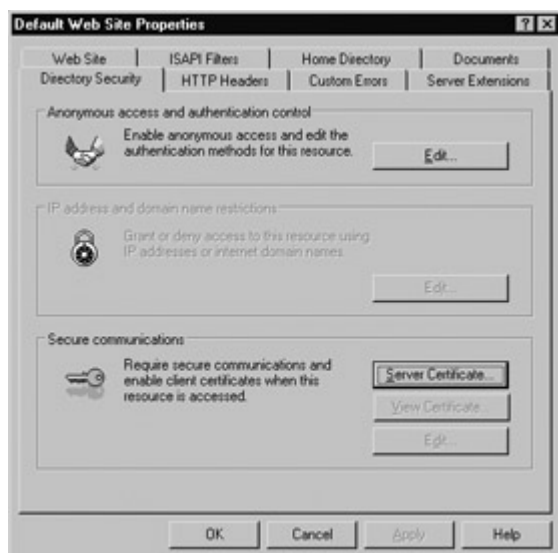 Default Web Site Properties
Web Site ISAPI Filters Home Directory Documents
Directory Security HTTP Headers Custom Errors Server Extensions
Anonymous access and authentication control
Enable anonymous access and edit the
authentication methods for this resource.
Edit...
IP address and domain name restrictions
Grant or deny access to this resource using
IP addresses or internet domain names.
Edit...
Secure communications
Require secure communications and
enable client certificates when this
resource is accessed.
Server Certificate...
View Certificate...
Edit...
OK Cancel Apply Help